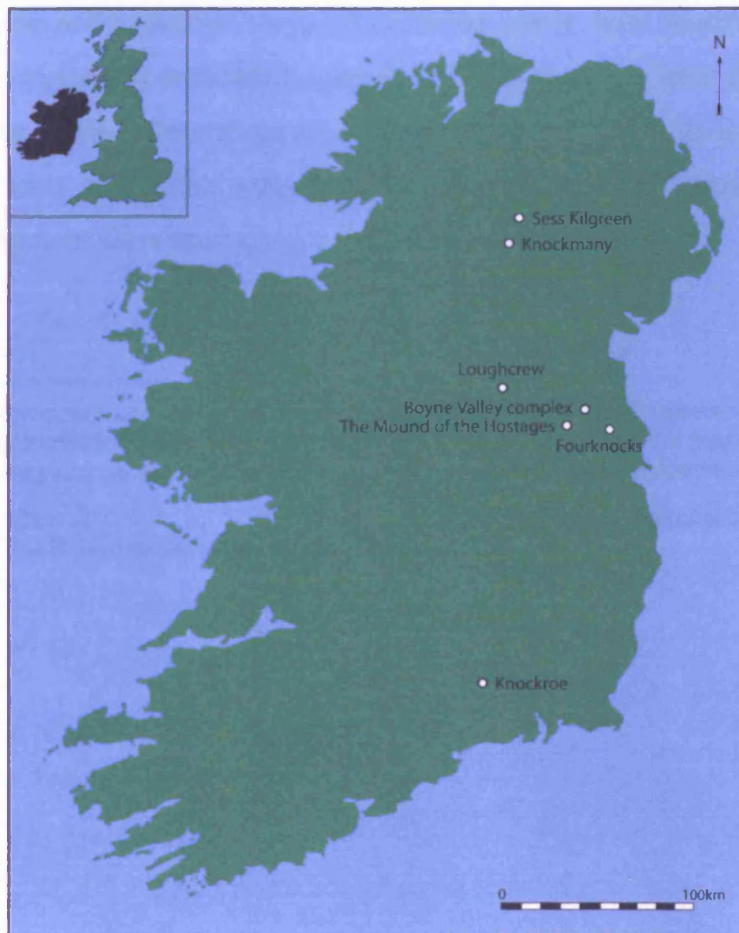 N
Sess Kilgreen
Knockmany
Loughcrew
Boyne Valley complex
The Mound of the Hostages
Fourknocks
Knockroe
0 100km